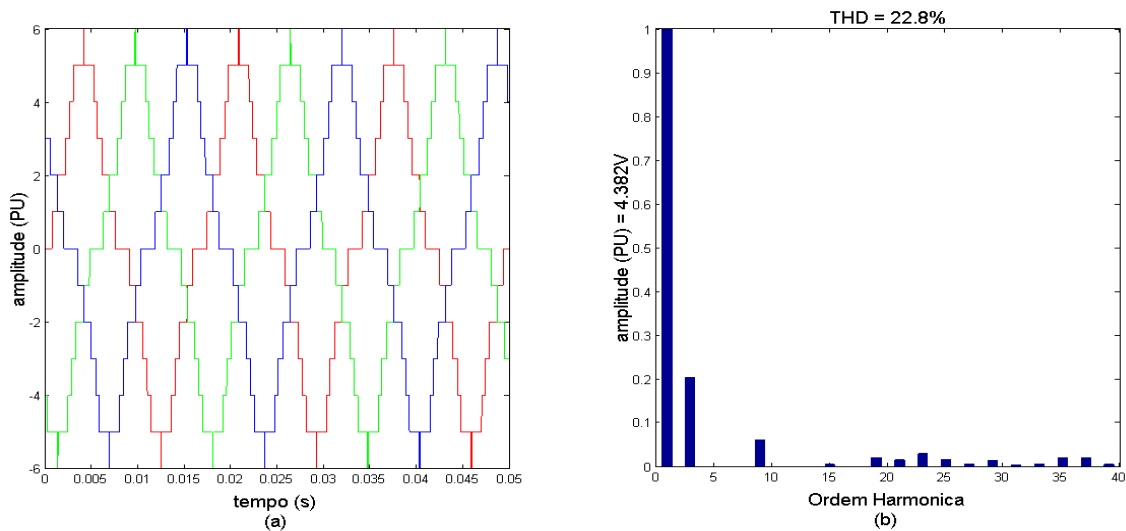 6
4
2
0
-2
-4
-6
amplitude (PU)
0 0.005 0.01 0.015 0.02 0.025 0.03 0.035 0.04 0.045 0.05
tempo (s)
(a)
THD = 22.8%
1
0.9
0.8
0.7
0.6
0.5
0.4
0.3
0.2
0.1
0
amplitude (PU) = 4.382V
0 5 10 15 20 25 30 35 40
Ordem Harmonica
(b)